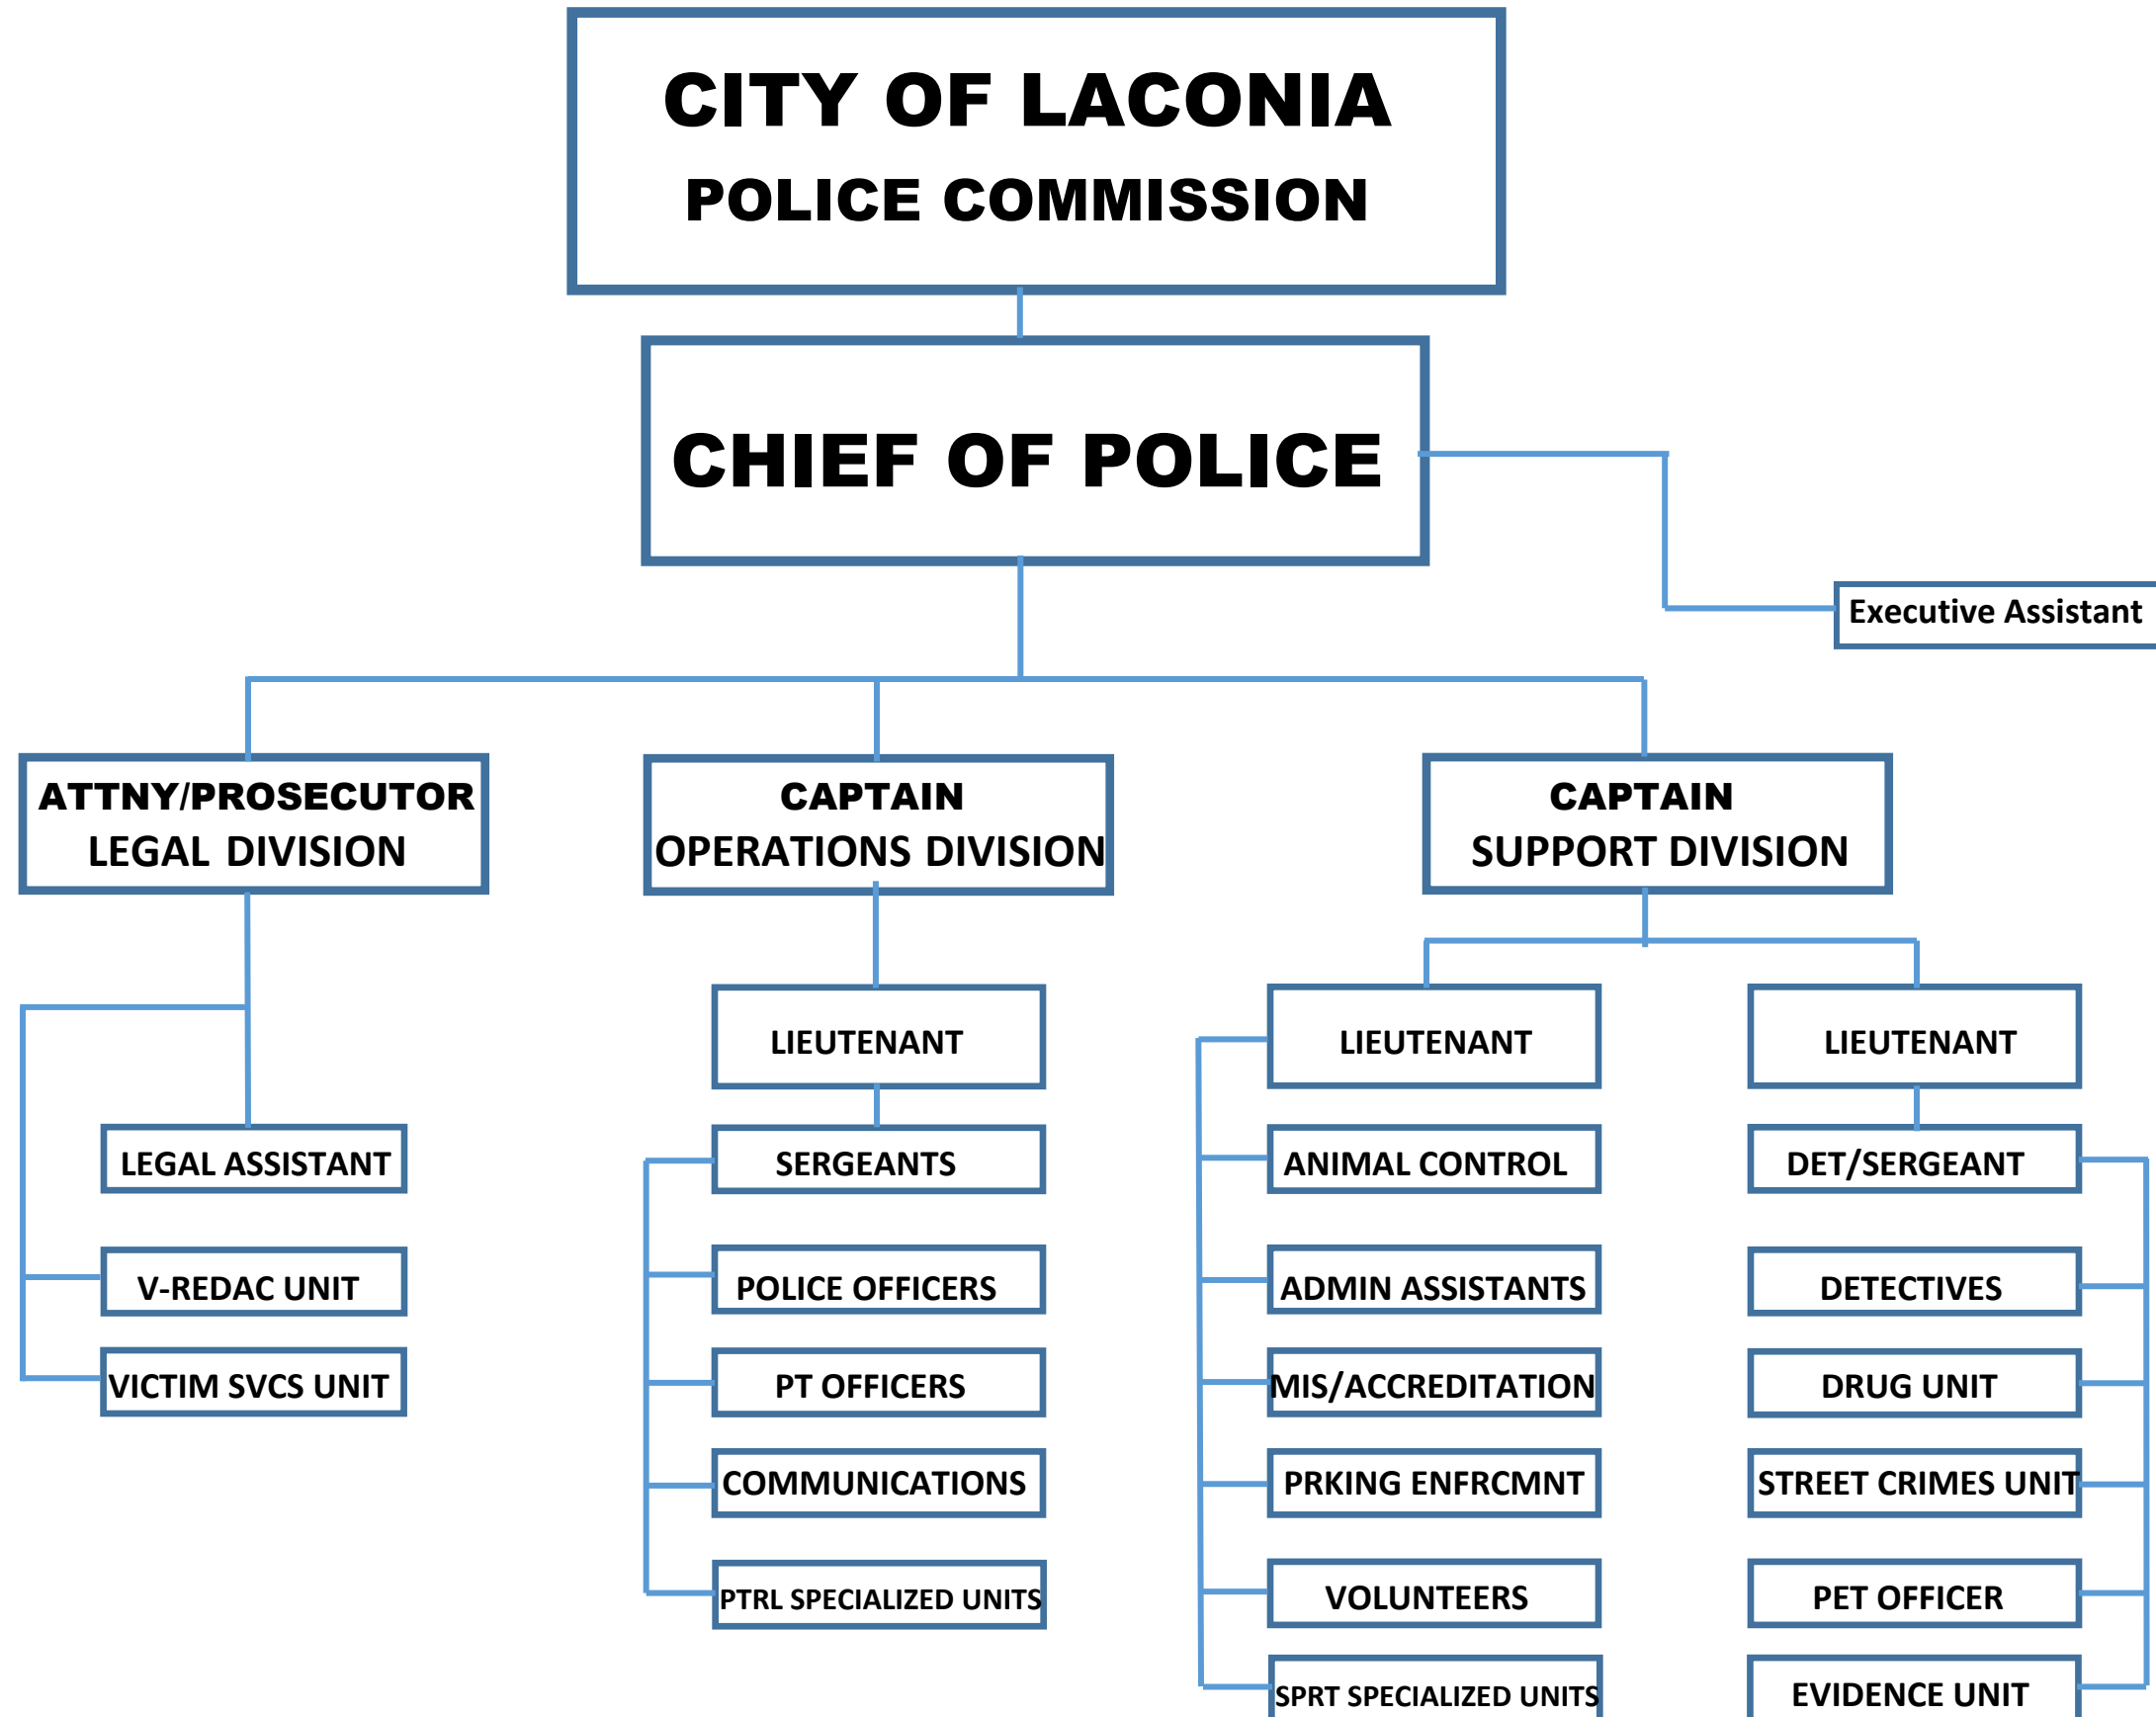 CITY OF LACONIA
POLICE COMMISSION
CHIEF OF POLICE
Executive Assistant
ATTNY/PROSECUTOR
LEGAL DIVISION
CAPTAIN
OPERATIONS DIVISION
CAPTAIN
SUPPORT DIVISION
LEGAL ASSISTANT
V-REDAC UNIT
VICTIM SVCS UNIT
LIEUTENANT
SERGEANTS
POLICE OFFICERS
PT OFFICERS
COMMUNICATIONS
PTRL SPECIALIZED UNITS
LIEUTENANT
ANIMAL CONTROL
ADMIN ASSISTANTS
MIS/ACCREDITATION
PRKING ENFRCMNT
VOLUNTEERS
SPRT SPECIALIZED UNITS
LIEUTENANT
DET/SERGEANT
DETECTIVES
DRUG UNIT
STREET CRIMES UNIT
PET OFFICER
EVIDENCE UNIT